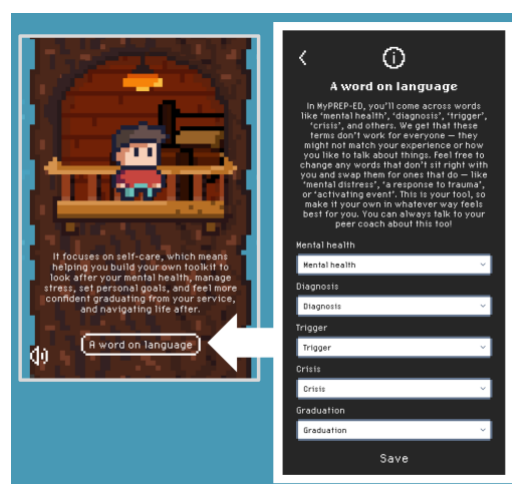 It focuses on self-care, which means
helping you build your own toolkit to
look after your mental health, manage
stress, set personal goals, and feel more
confident graduating from your service,
and navigating life after.
A word on language
A word on language
In MyPREP-ED, you'll come across words
like 'mental health', 'diagnosis', 'trigger',
'crisis', and others. We get that these
terms don't work for everyone — they
might not match your experience or how
you like to talk about things. Feel free to
change any words that don't sit right with
you and swap them for ones that do — like
'mental distress', 'a response to trauma',
or 'activating event'. This is your tool, so
make it your own in whatever way feels
best for you. You can always talk to your
peer coach about this too!
Mental health
Mental health
Diagnosis
Diagnosis
Trigger
Trigger
Crisis
Crisis
Graduation
Graduation
Save